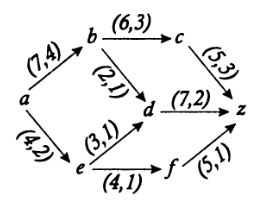 b (6,3) c
(7,4) (2,1) (5,3)
a d (7,2) z
(4,2) (3,1) (5,1)
e (4,1) f